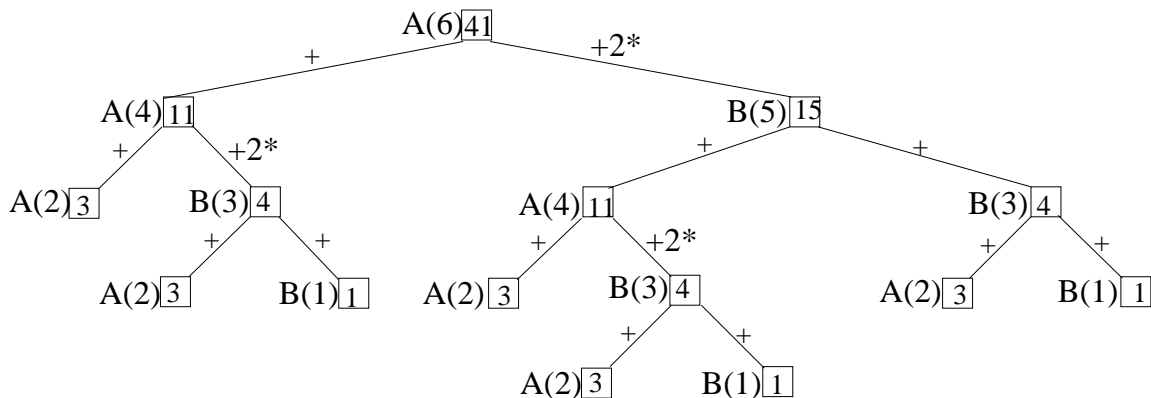 A(6) 41
+ +2*
A(4) 11 B(5) 15
+ +2* + +
A(2) 3 B(3) 4 A(4) 11 B(3) 4
+ + + +2* + +
A(2) 3 B(1) 1 A(2) 3 B(3) 4 A(2) 3 B(1) 1
+ +
A(2) 3 B(1) 1